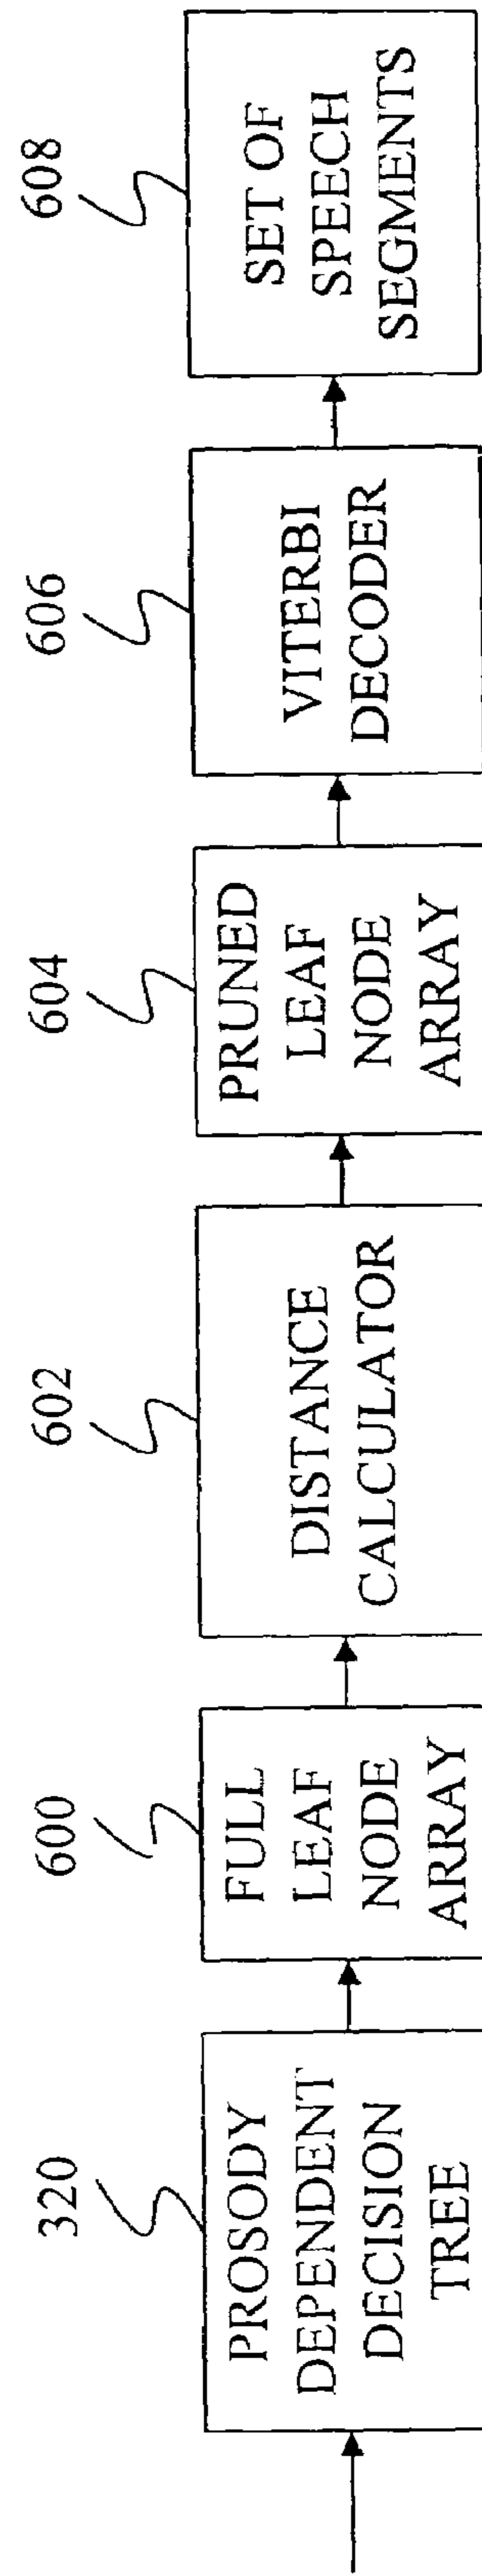 320
PROSODY
DEPENDENT
DECISION
TREE
600
FULL
LEAF
NODE
ARRAY
602
DISTANCE
CALCULATOR
604
PRUNED
LEAF
NODE
ARRAY
606
VITERBI
DECODER
608
SET OF
SPEECH
SEGMENTS